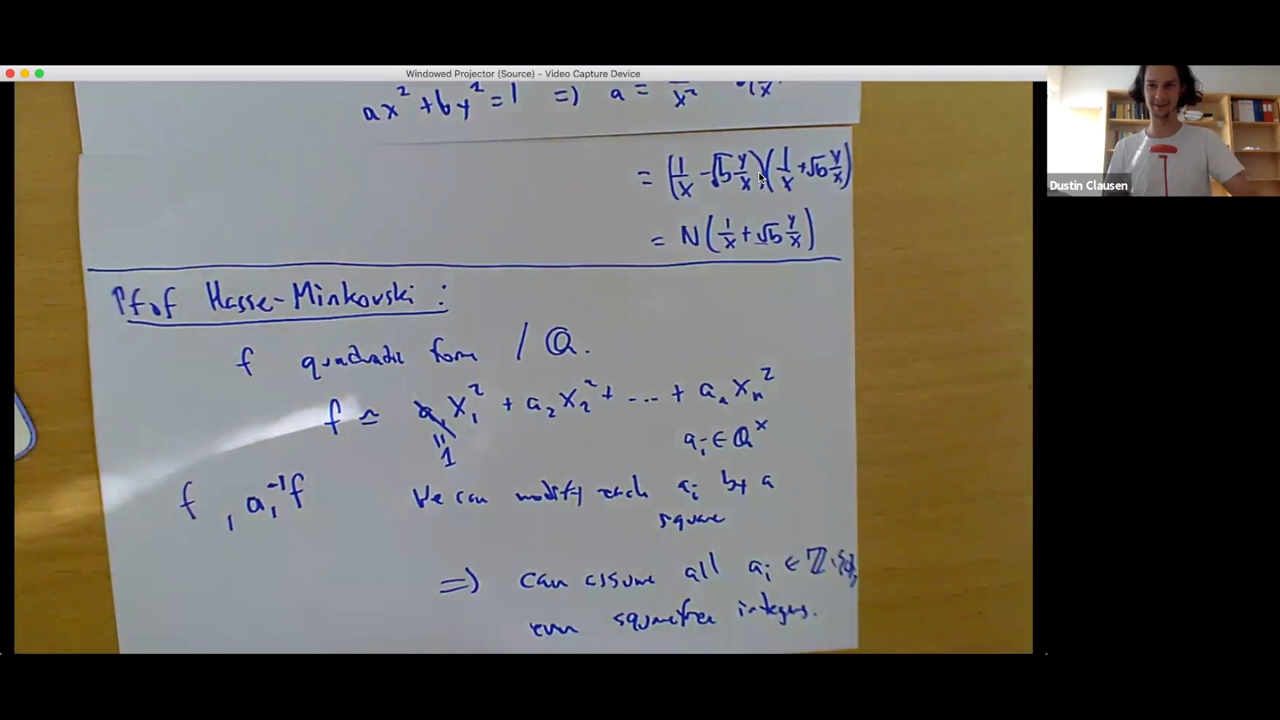 Windowed Projector (Source) - Video Capture Device
ax² + by² = 1 ⇒ a =
= (1/x - √b y/x)(1/x + √b y/x)
Dustin Clausen
= N(1/x + √b y/x)
Pf of Hasse-Minkovski:
f quadratic form / ℚ.
f ≃ a₁x₁² + a₂x₂² + ... + aₙxₙ²
"
1
aᵢ ∈ ℚ^×
f, a₁⁻¹f
We can modify each aᵢ by a
square
⇒ can assume all aᵢ ∈ ℤ
even squarefree integers.